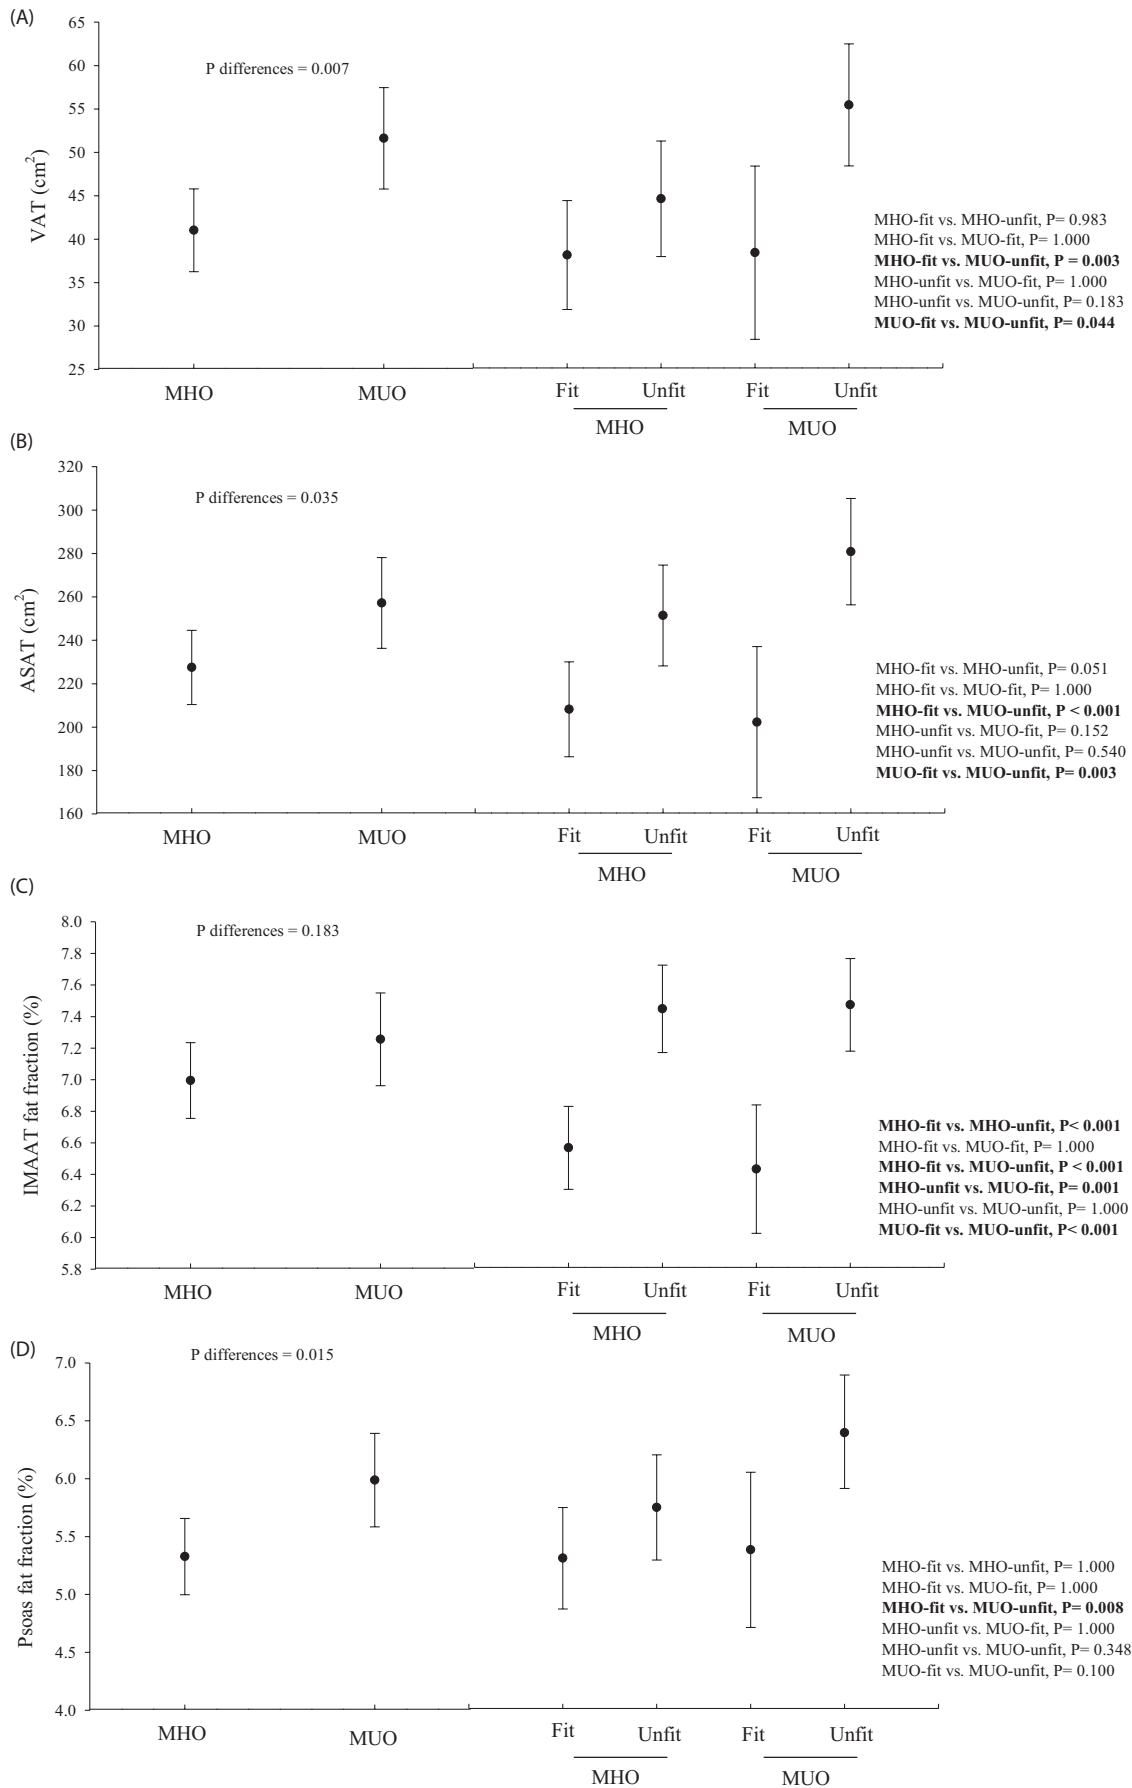 (A)
65
60
55
50
45
40
35
30
25
VAT (cm²)
P differences = 0.007
MHO-fit vs. MHO-unfit, P= 0.983
MHO-fit vs. MUO-fit, P= 1.000
MHO-fit vs. MUO-unfit, P = 0.003
MHO-unfit vs. MUO-fit, P= 1.000
MHO-unfit vs. MUO-unfit, P= 0.183
MUO-fit vs. MUO-unfit, P= 0.044
MHO MUO Fit Unfit Fit Unfit
MHO MUO
(B)
320
300
280
260
240
220
200
180
160
ASAT (cm²)
P differences = 0.035
MHO-fit vs. MHO-unfit, P= 0.051
MHO-fit vs. MUO-fit, P= 1.000
MHO-fit vs. MUO-unfit, P < 0.001
MHO-unfit vs. MUO-fit, P= 0.152
MHO-unfit vs. MUO-unfit, P= 0.540
MUO-fit vs. MUO-unfit, P= 0.003
MHO MUO Fit Unfit Fit Unfit
MHO MUO
(C)
8.0
7.8
7.6
7.4
7.2
7.0
6.8
6.6
6.4
6.2
6.0
5.8
IMAAT fat fraction (%)
P differences = 0.183
MHO-fit vs. MHO-unfit, P< 0.001
MHO-fit vs. MUO-fit, P= 1.000
MHO-fit vs. MUO-unfit, P < 0.001
MHO-unfit vs. MUO-fit, P= 0.001
MHO-unfit vs. MUO-unfit, P= 1.000
MUO-fit vs. MUO-unfit, P< 0.001
MHO MUO Fit Unfit Fit Unfit
MHO MUO
(D)
7.0
6.5
6.0
5.5
5.0
4.5
4.0
Psoas fat fraction (%)
P differences = 0.015
MHO-fit vs. MHO-unfit, P= 1.000
MHO-fit vs. MUO-fit, P= 1.000
MHO-fit vs. MUO-unfit, P= 0.008
MHO-unfit vs. MUO-fit, P= 1.000
MHO-unfit vs. MUO-unfit, P= 0.348
MUO-fit vs. MUO-unfit, P= 0.100
MHO MUO Fit Unfit Fit Unfit
MHO MUO